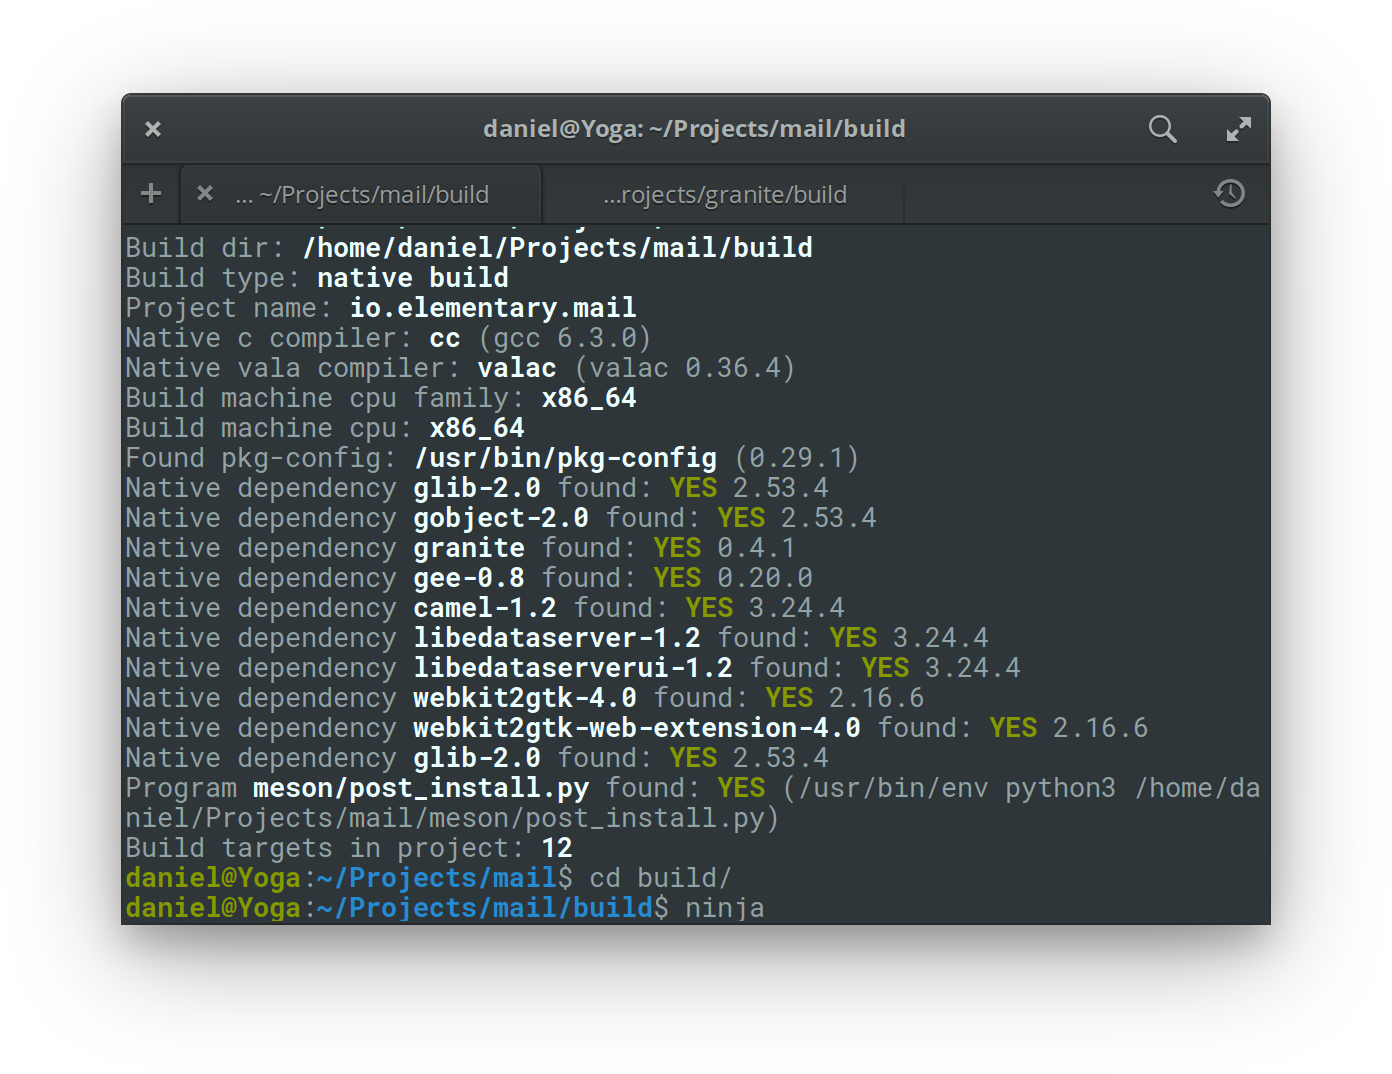 daniel@Yoga: ~/Projects/mail/build
... ~/Projects/mail/build
...rojects/granite/build
Build dir: /home/daniel/Projects/mail/build
Build type: native build
Project name: io.elementary.mail
Native c compiler: cc (gcc 6.3.0)
Native vala compiler: valac (valac 0.36.4)
Build machine cpu family: x86_64
Build machine cpu: x86_64
Found pkg-config: /usr/bin/pkg-config (0.29.1)
Native dependency glib-2.0 found: YES 2.53.4
Native dependency gobject-2.0 found: YES 2.53.4
Native dependency granite found: YES 0.4.1
Native dependency gee-0.8 found: YES 0.20.0
Native dependency camel-1.2 found: YES 3.24.4
Native dependency libedataserver-1.2 found: YES 3.24.4
Native dependency libedataserverui-1.2 found: YES 3.24.4
Native dependency webkit2gtk-4.0 found: YES 2.16.6
Native dependency webkit2gtk-web-extension-4.0 found: YES 2.16.6
Native dependency glib-2.0 found: YES 2.53.4
Program meson/post_install.py found: YES (/usr/bin/env python3 /home/da
niel/Projects/mail/meson/post_install.py)
Build targets in project: 12
daniel@Yoga:~/Projects/mail$ cd build/
daniel@Yoga:~/Projects/mail/build$ ninja